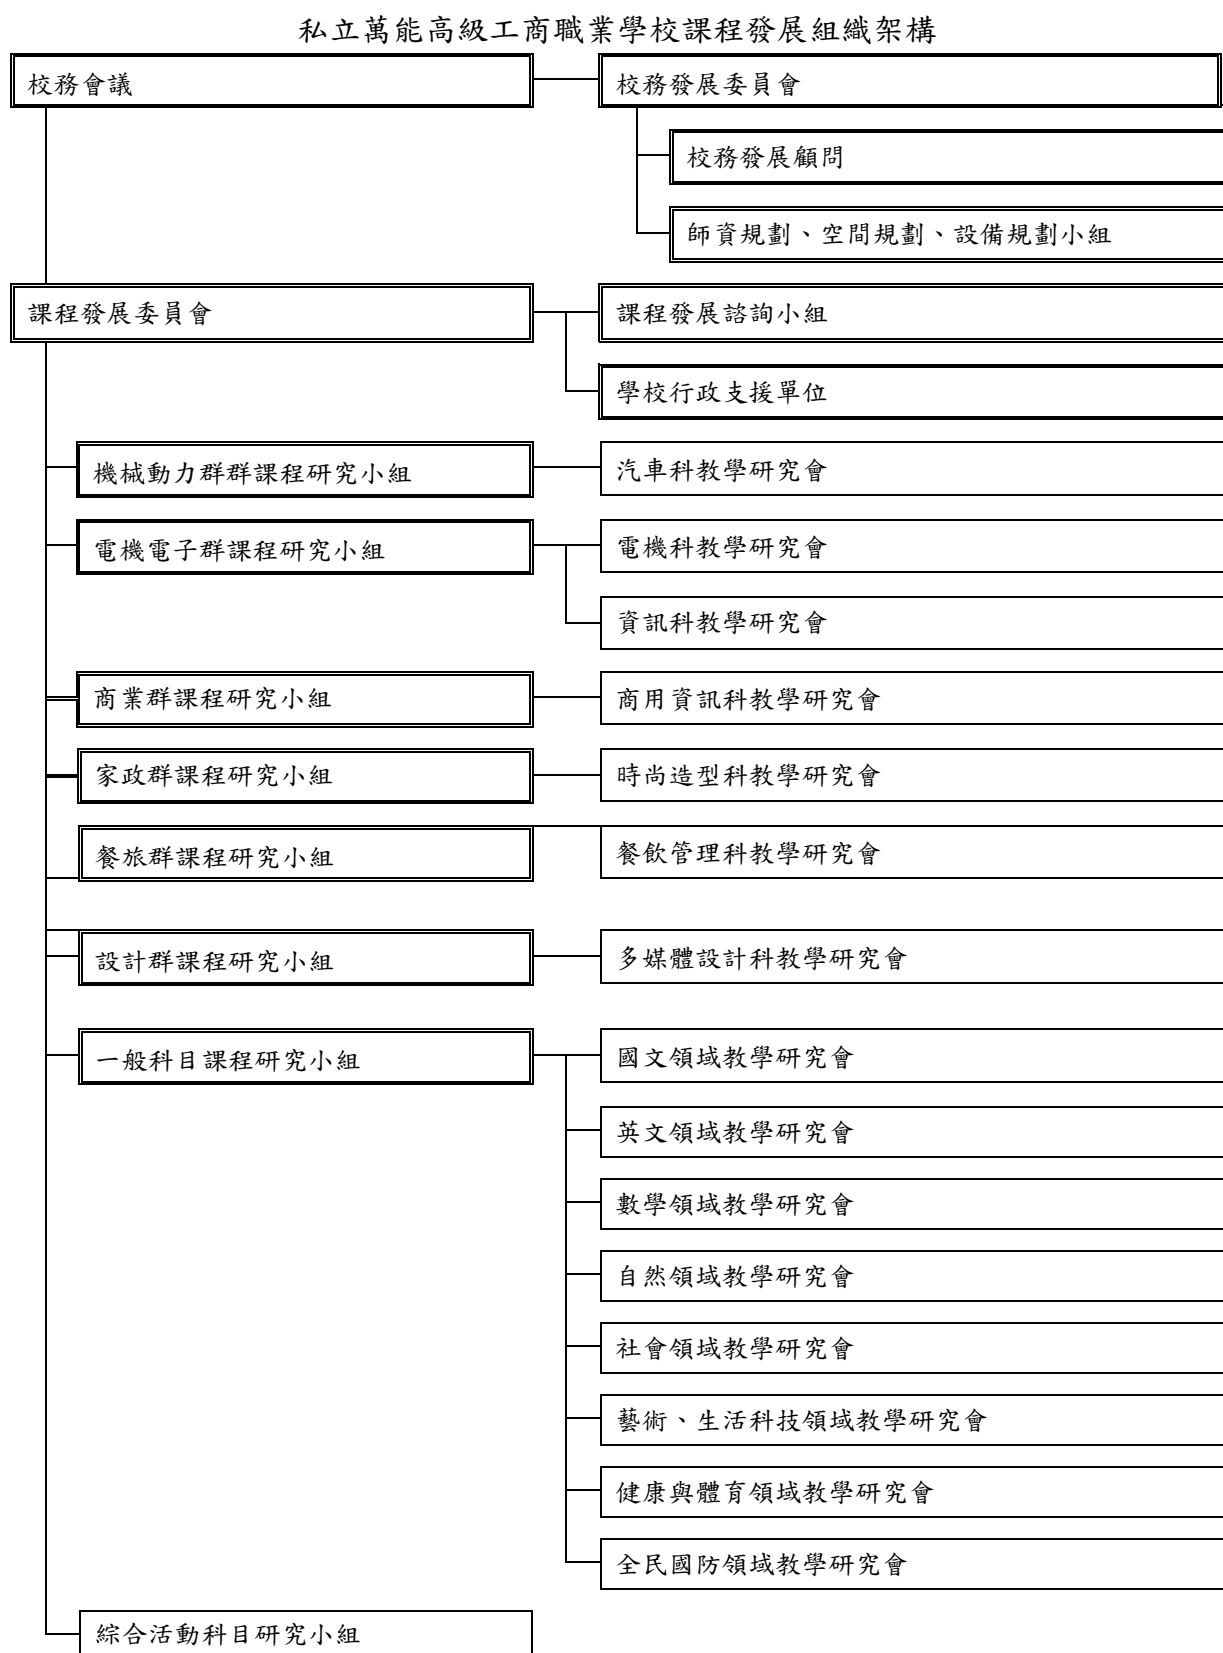 私立萬能高級工商職業學校課程發展組織架構
校務會議
校務發展委員會
校務發展顧問
師資規劃、空間規劃、設備規劃小組
課程發展委員會
課程發展諮詢小組
學校行政支援單位
機械動力群群課程研究小組
汽車科教學研究會
電機電子群課程研究小組
電機科教學研究會
資訊科教學研究會
商業群課程研究小組
商用資訊科教學研究會
家政群課程研究小組
時尚造型科教學研究會
餐旅群課程研究小組
餐飲管理科教學研究會
設計群課程研究小組
多媒體設計科教學研究會
一般科目課程研究小組
國文領域教學研究會
英文領域教學研究會
數學領域教學研究會
自然領域教學研究會
社會領域教學研究會
藝術、生活科技領域教學研究會
健康與體育領域教學研究會
全民國防領域教學研究會
綜合活動科目研究小組